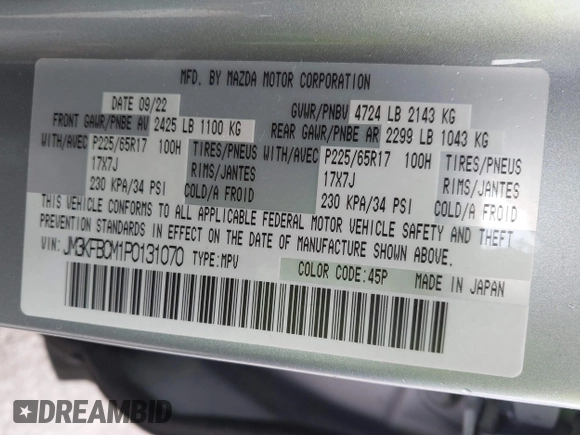 MFD. BY MAZDA MOTOR CORPORATION
DATE 09/22 GVWR/PNBV 4724 LB 2143 KG
FRONT GAWR/PNBE AV 2425 LB 1100 KG REAR GAWR/PNBE AR 2299 LB 1043 KG
WITH/AVEC P225/65R17 100H TIRES/PNEUS WITH/AVEC P225/65R17 100H TIRES/PNEUS
17X7J RIMS/JANTES 17X7J RIMS/JANTES
230 KPA/34 PSI COLD/A FROID 230 KPA/34 PSI COLD/A FROID
THIS VEHICLE CONFORMS TO ALL APPLICABLE FEDERAL MOTOR VEHICLE SAFETY AND THEFT
PREVENTION STANDARDS IN EFFECT ON THE DATE OF MANUFACTURE SHOWN ABOVE.
VIN: JM3KFBCM1P0131070 TYPE:MPV
COLOR CODE:45P MADE IN JAPAN
DREAMBID